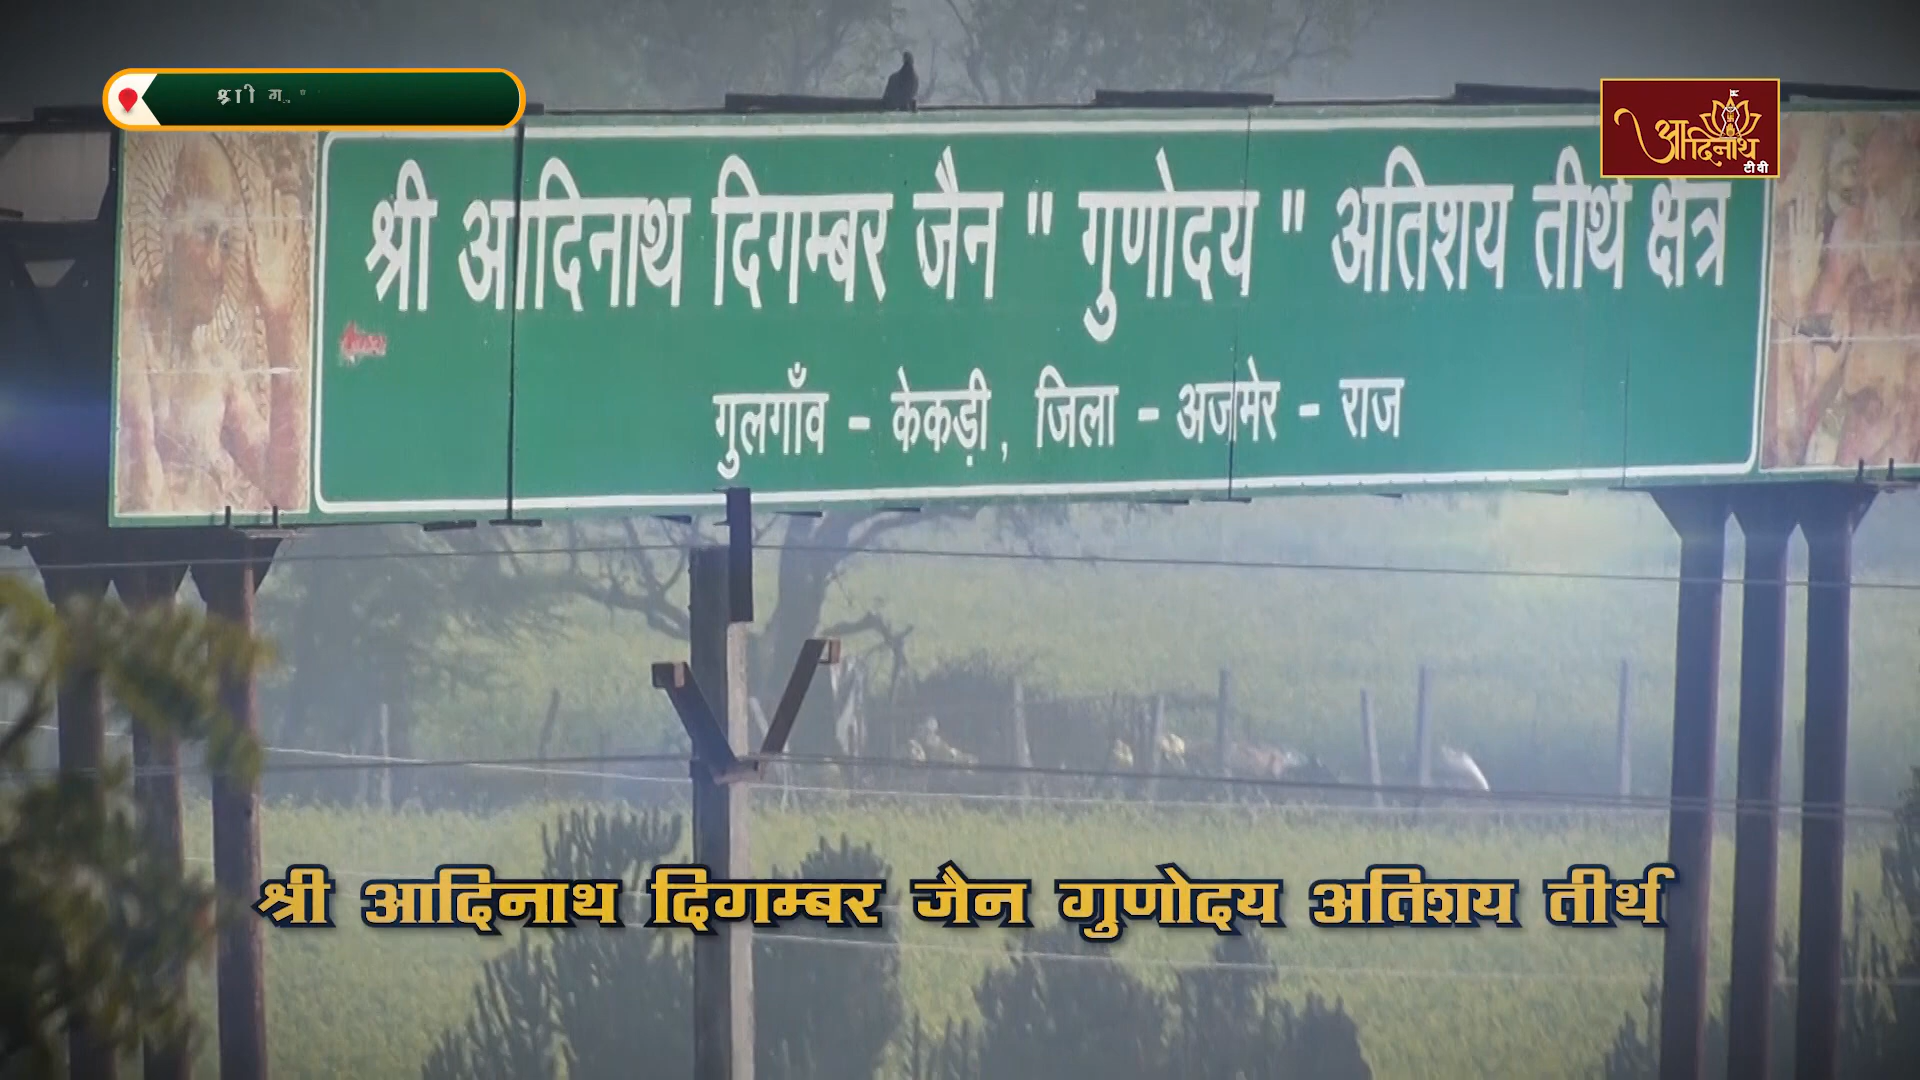 श्री
आदिनाथ
टीवी
श्री आदिनाथ दिगम्बर जैन " गुणोदय " अतिशय तीर्थ क्षेत्र
गुलगाँव - केकड़ी, जिला - अजमेर - राज
श्री आदिनाथ दिगम्बर जैन गुणोदय अतिशय तीर्थ